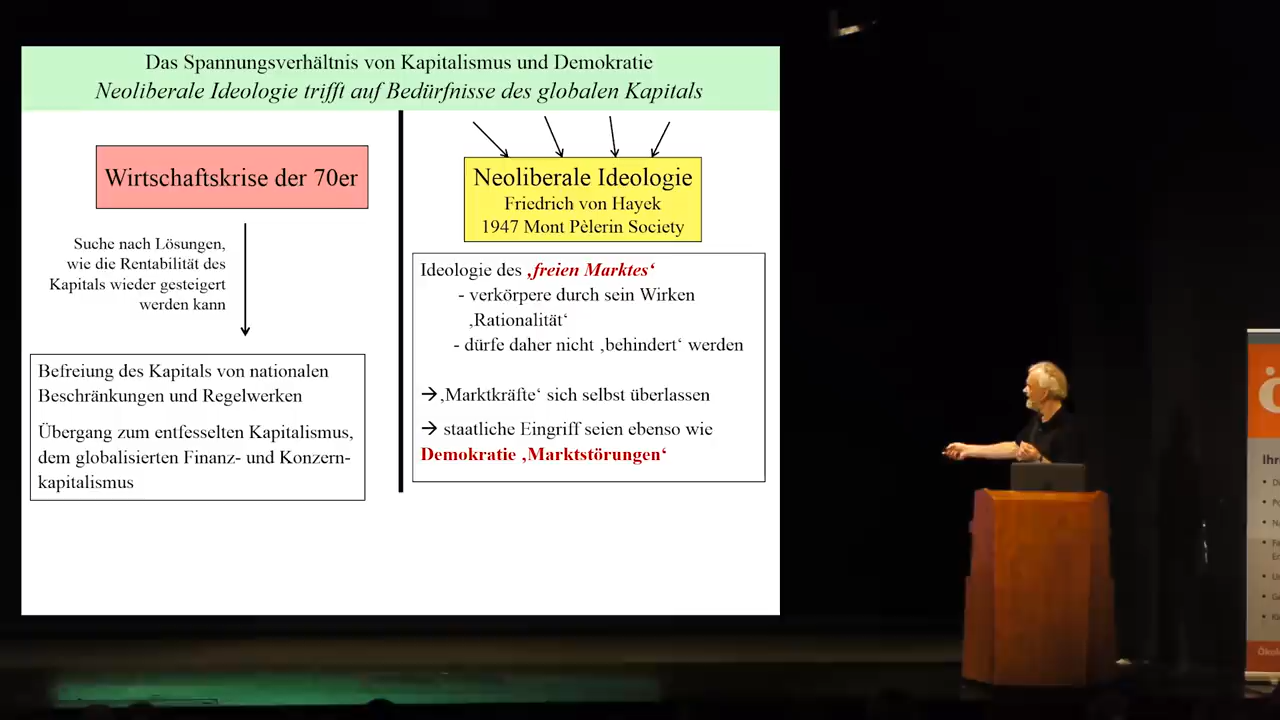 Das Spannungsverhältnis von Kapitalismus und Demokratie
Neoliberale Ideologie trifft auf Bedürfnisse des globalen Kapitals
Wirtschaftskrise der 70er
Suche nach Lösungen,
wie die Rentabilität des
Kapitals wieder gesteigert
werden kann
Befreiung des Kapitals von nationalen
Beschränkungen und Regelwerken
Übergang zum entfesselten Kapitalismus,
dem globalisierten Finanz- und Konzern-
kapitalismus
Neoliberale Ideologie
Friedrich von Hayek
1947 Mont Pèlerin Society
Ideologie des ‚freien Marktes‘
- verkörpere durch sein Wirken
‚Rationalität‘
- dürfe daher nicht ‚behindert‘ werden
→ ‚Marktkräfte‘ sich selbst überlassen
→ staatliche Eingriff seien ebenso wie
Demokratie ‚Marktstörungen‘
Ö
Ihre